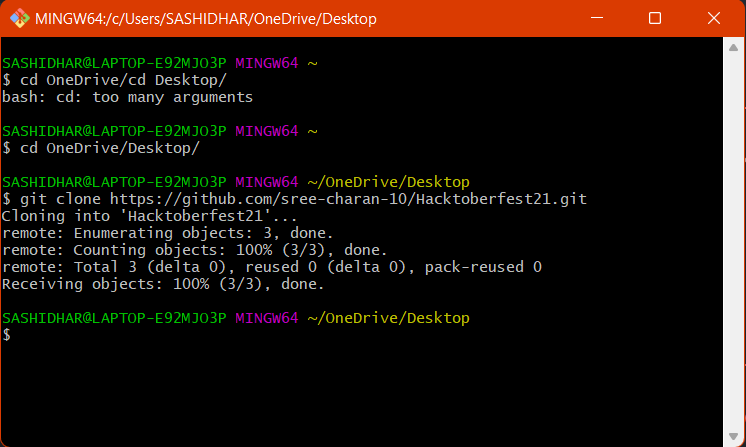 MINGW64:/c/Users/SASHIDHAR/OneDrive/Desktop
SASHIDHAR@LAPTOP-E92MJO3P MINGW64 ~
$ cd OneDrive/cd Desktop/
bash: cd: too many arguments
SASHIDHAR@LAPTOP-E92MJO3P MINGW64 ~
$ cd OneDrive/Desktop/
SASHIDHAR@LAPTOP-E92MJO3P MINGW64 ~/OneDrive/Desktop
$ git clone https://github.com/sree-charan-10/Hacktoberfest21.git
Cloning into 'Hacktoberfest21'...
remote: Enumerating objects: 3, done.
remote: Counting objects: 100% (3/3), done.
remote: Total 3 (delta 0), reused 0 (delta 0), pack-reused 0
Receiving objects: 100% (3/3), done.
SASHIDHAR@LAPTOP-E92MJO3P MINGW64 ~/OneDrive/Desktop
$